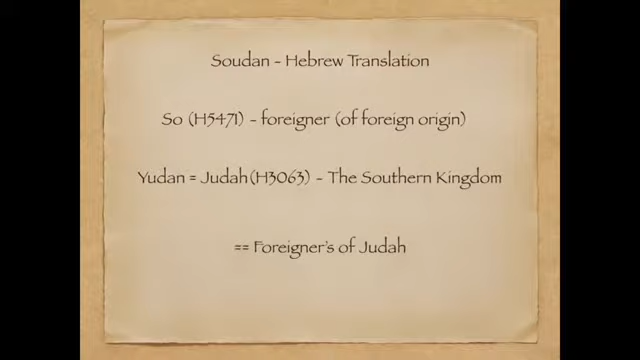 Soudan - Hebrew Translation
So (H5471) - foreigner (of foreign origin)
Yudan = Judah(H3063) - The Southern Kingdom
== Foreigner's of Judah